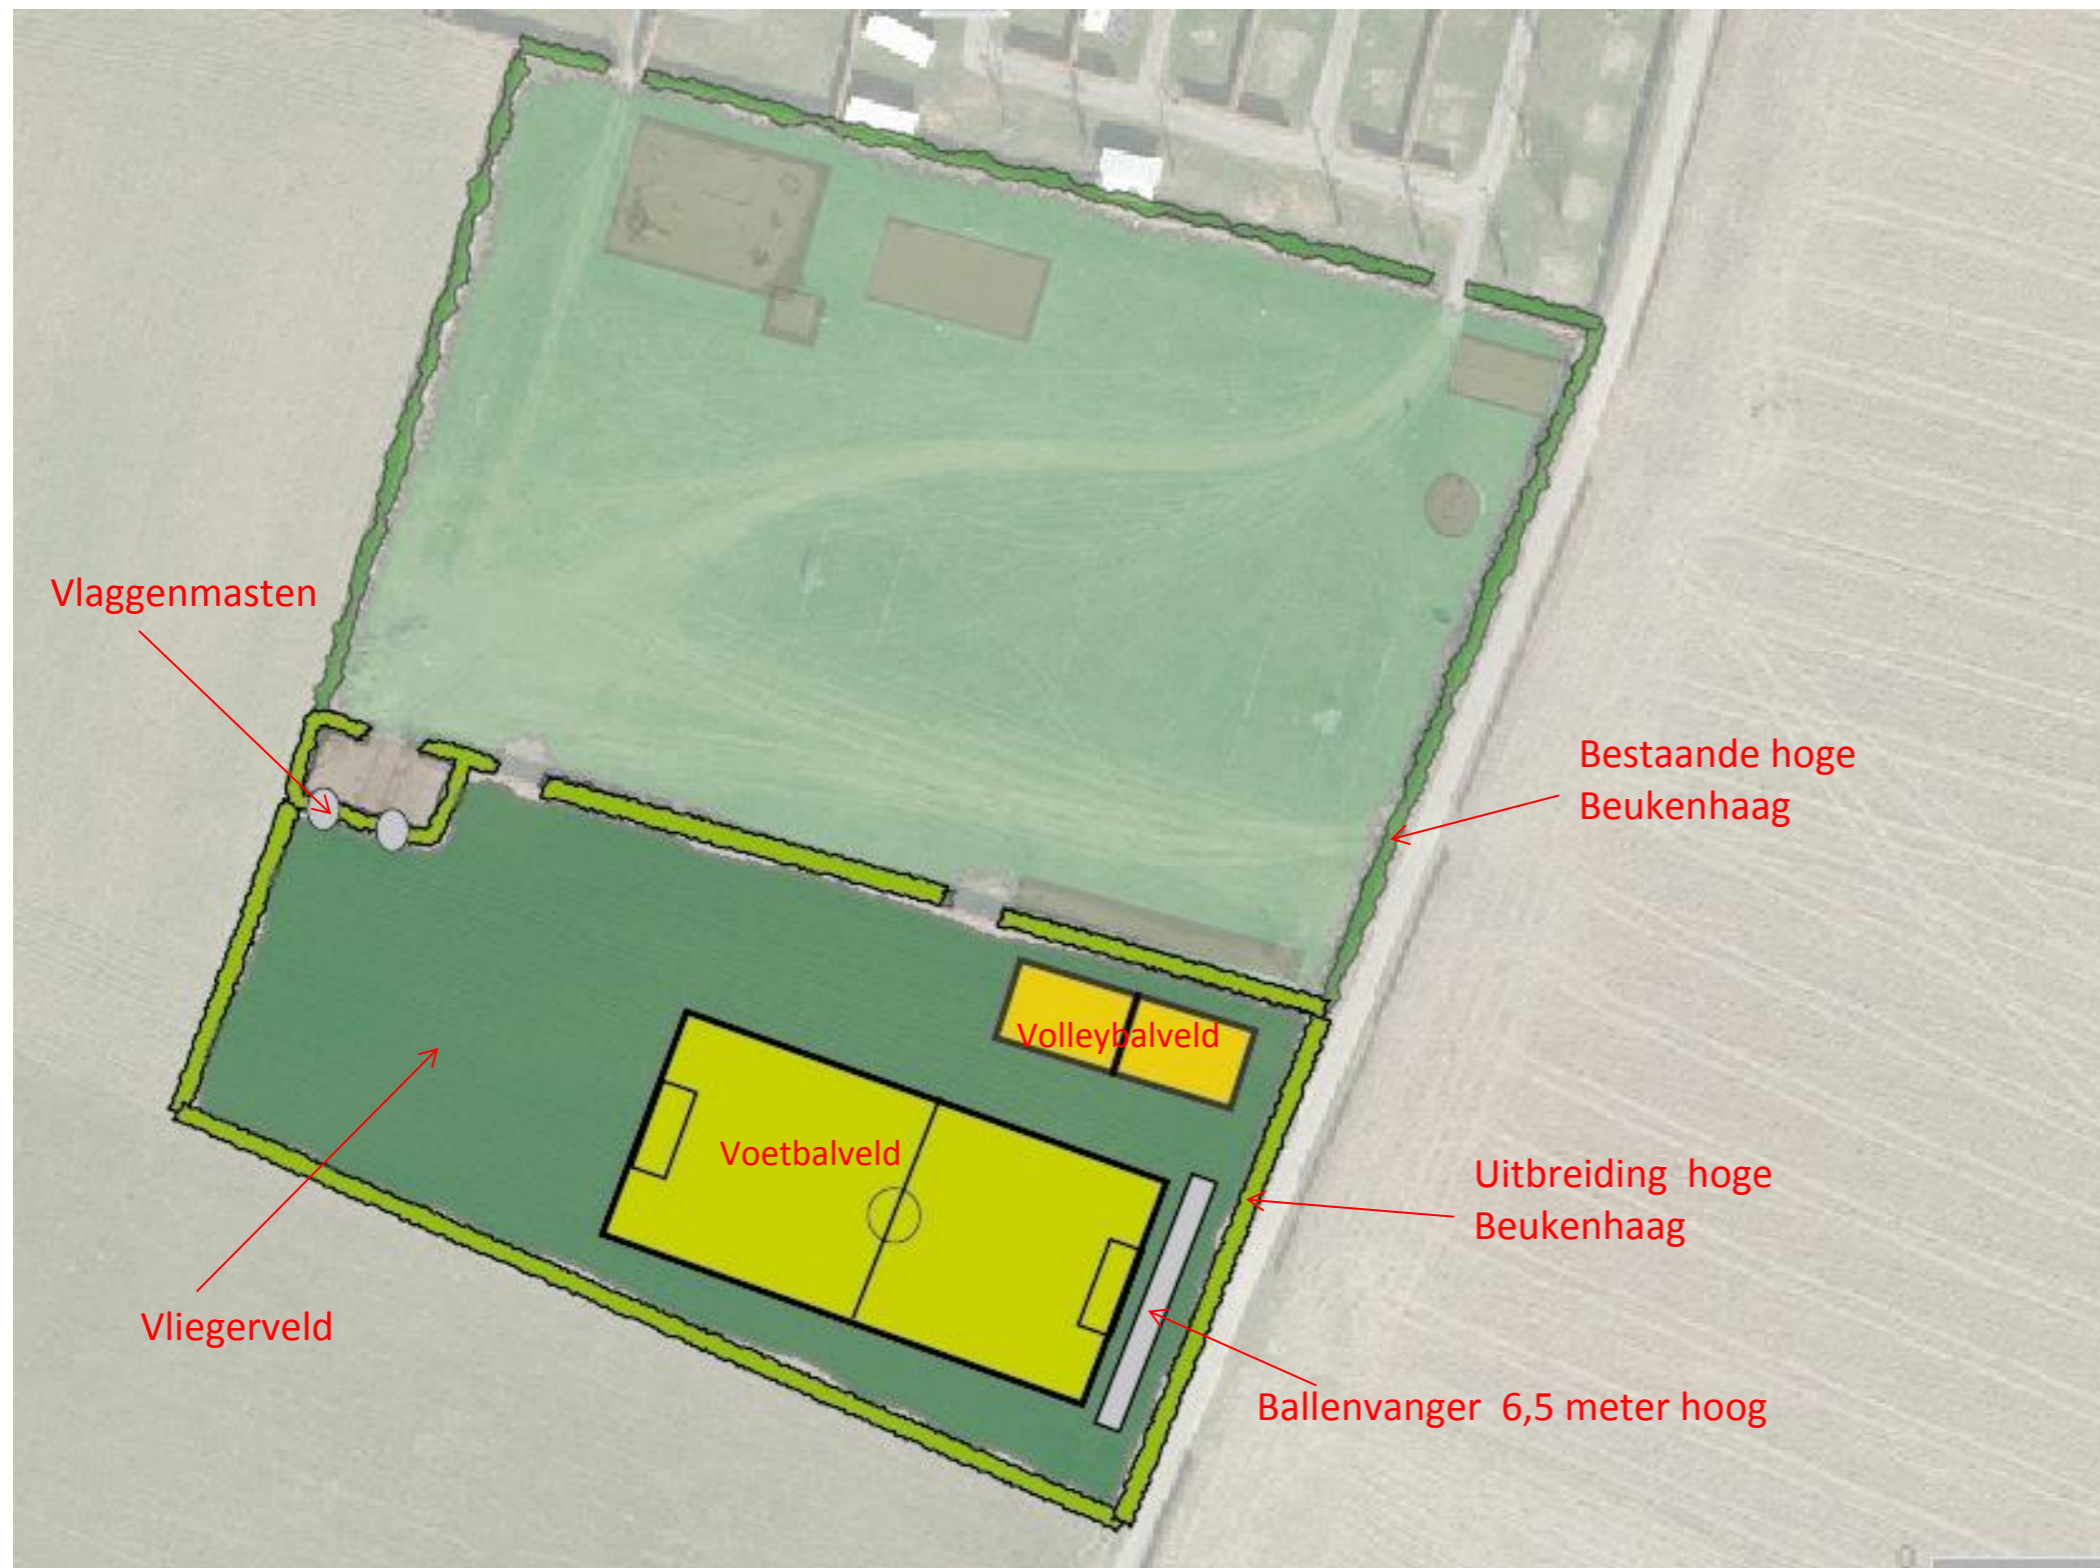 Vlaggenmasten
Bestaande hoge
Beukenhaag
Volleybalveld
Voetbalveld
Uitbreiding  hoge
Beukenhaag
Vliegerveld
Ballenvanger  6,5 meter hoog